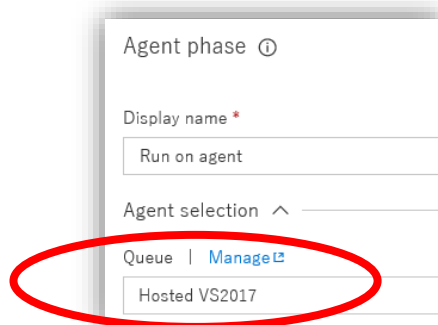 Agent phase
Display name *
Run on agent
Agent selection
Queue | Manage
Hosted VS2017